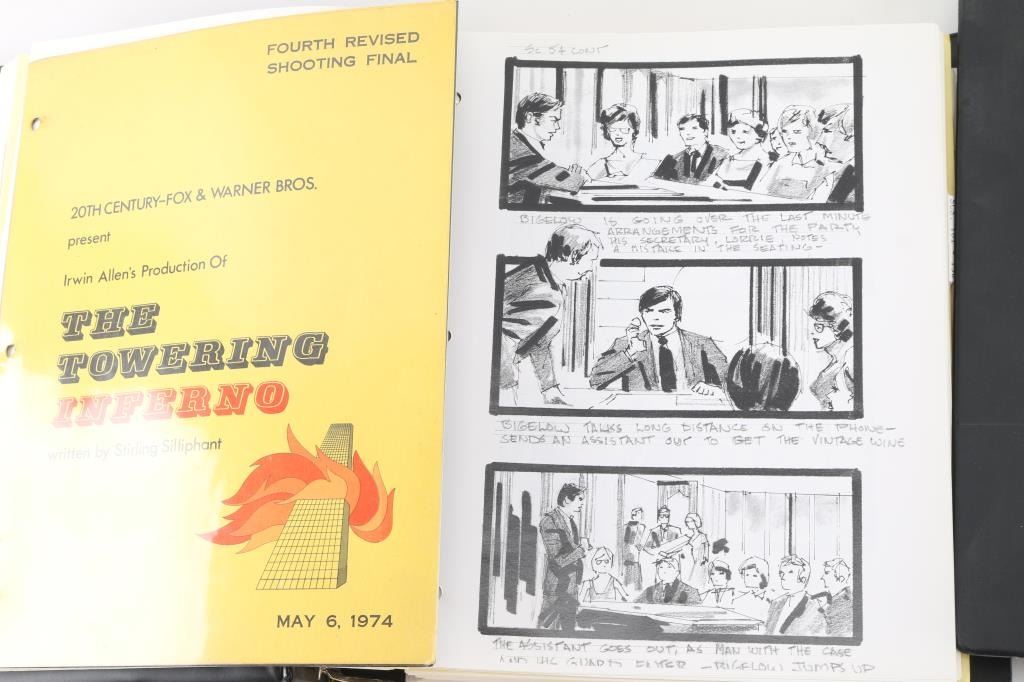 FOURTH REVISED
SHOOTING FINAL
20TH CENTURY-FOX & WARNER BROS.
present
Irwin Allen's Production Of
THE
TOWERING
INFERNO
written by Stirling Silliphant
MAY 6, 1974
SC 54 CONT
BIGELOW IS GOING OVER THE LAST MINUTE
ARRANGEMENTS FOR THE PARTY
HIS SECRETARY, LORRIE, NOTES
A MISTAKE IN THE SEATING-
BIGELOW TALKS LONG DISTANCE ON THE PHONE-
SENDS AN ASSISTANT OUT TO GET THE VINTAGE WINE
THE ASSISTANT GOES OUT, AS MAN WITH THE CASE
AND HIS GUARDS ENTER - BIGELOW JUMPS UP